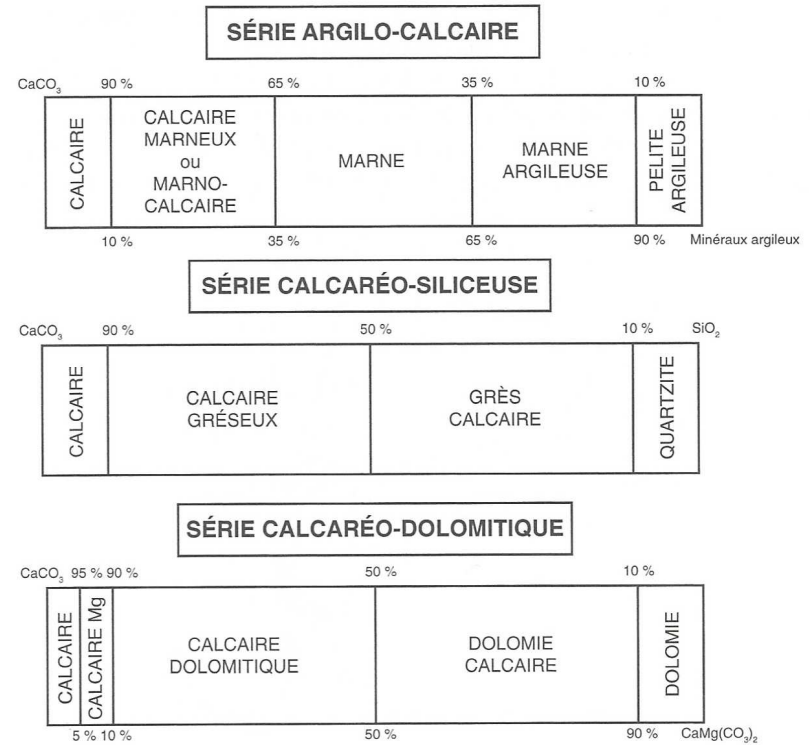 SÉRIE ARGILO-CALCAIRE
CaCO₃ 90 % 65 % 35 % 10 %
CALCAIRE
CALCAIRE
MARNEUX
ou
MARNO-
CALCAIRE
MARNE
MARNE
ARGILEUSE
PELITE
ARGILEUSE
10 % 35 % 65 % 90 % Minéraux argileux
SÉRIE CALCARÉO-SILICEUSE
CaCO₃ 90 % 50 % 10 % SiO₂
CALCAIRE
CALCAIRE
GRÉSEUX
GRÈS
CALCAIRE
QUARTZITE
SÉRIE CALCARÉO-DOLOMITIQUE
CaCO₃ 95 % 90 % 50 % 10 %
CALCAIRE
CALCAIRE Mg
CALCAIRE
DOLOMITIQUE
DOLOMIE
CALCAIRE
DOLOMIE
5 % 10 % 50 % 90 % CaMg(CO₃)₂